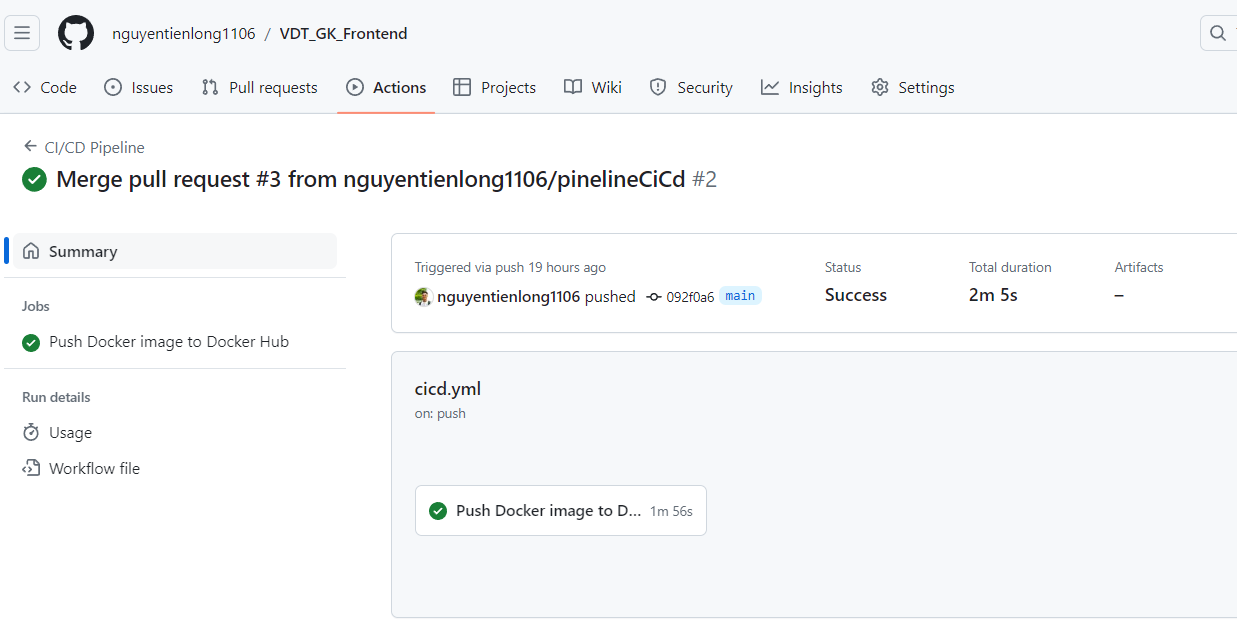 nguyentienlong1106 / VDT_GK_Frontend
Code Issues Pull requests Actions Projects Wiki Security Insights Settings
CI/CD Pipeline
Merge pull request #3 from nguyentienlong1106/pinelineCiCd #2
Summary
Jobs
Push Docker image to Docker Hub
Run details
Usage
Workflow file
Triggered via push 19 hours ago
nguyentienlong1106 pushed 092f0a6 main
Status
Success
Total duration
2m 5s
Artifacts
–
cicd.yml
on: push
Push Docker image to D... 1m 56s